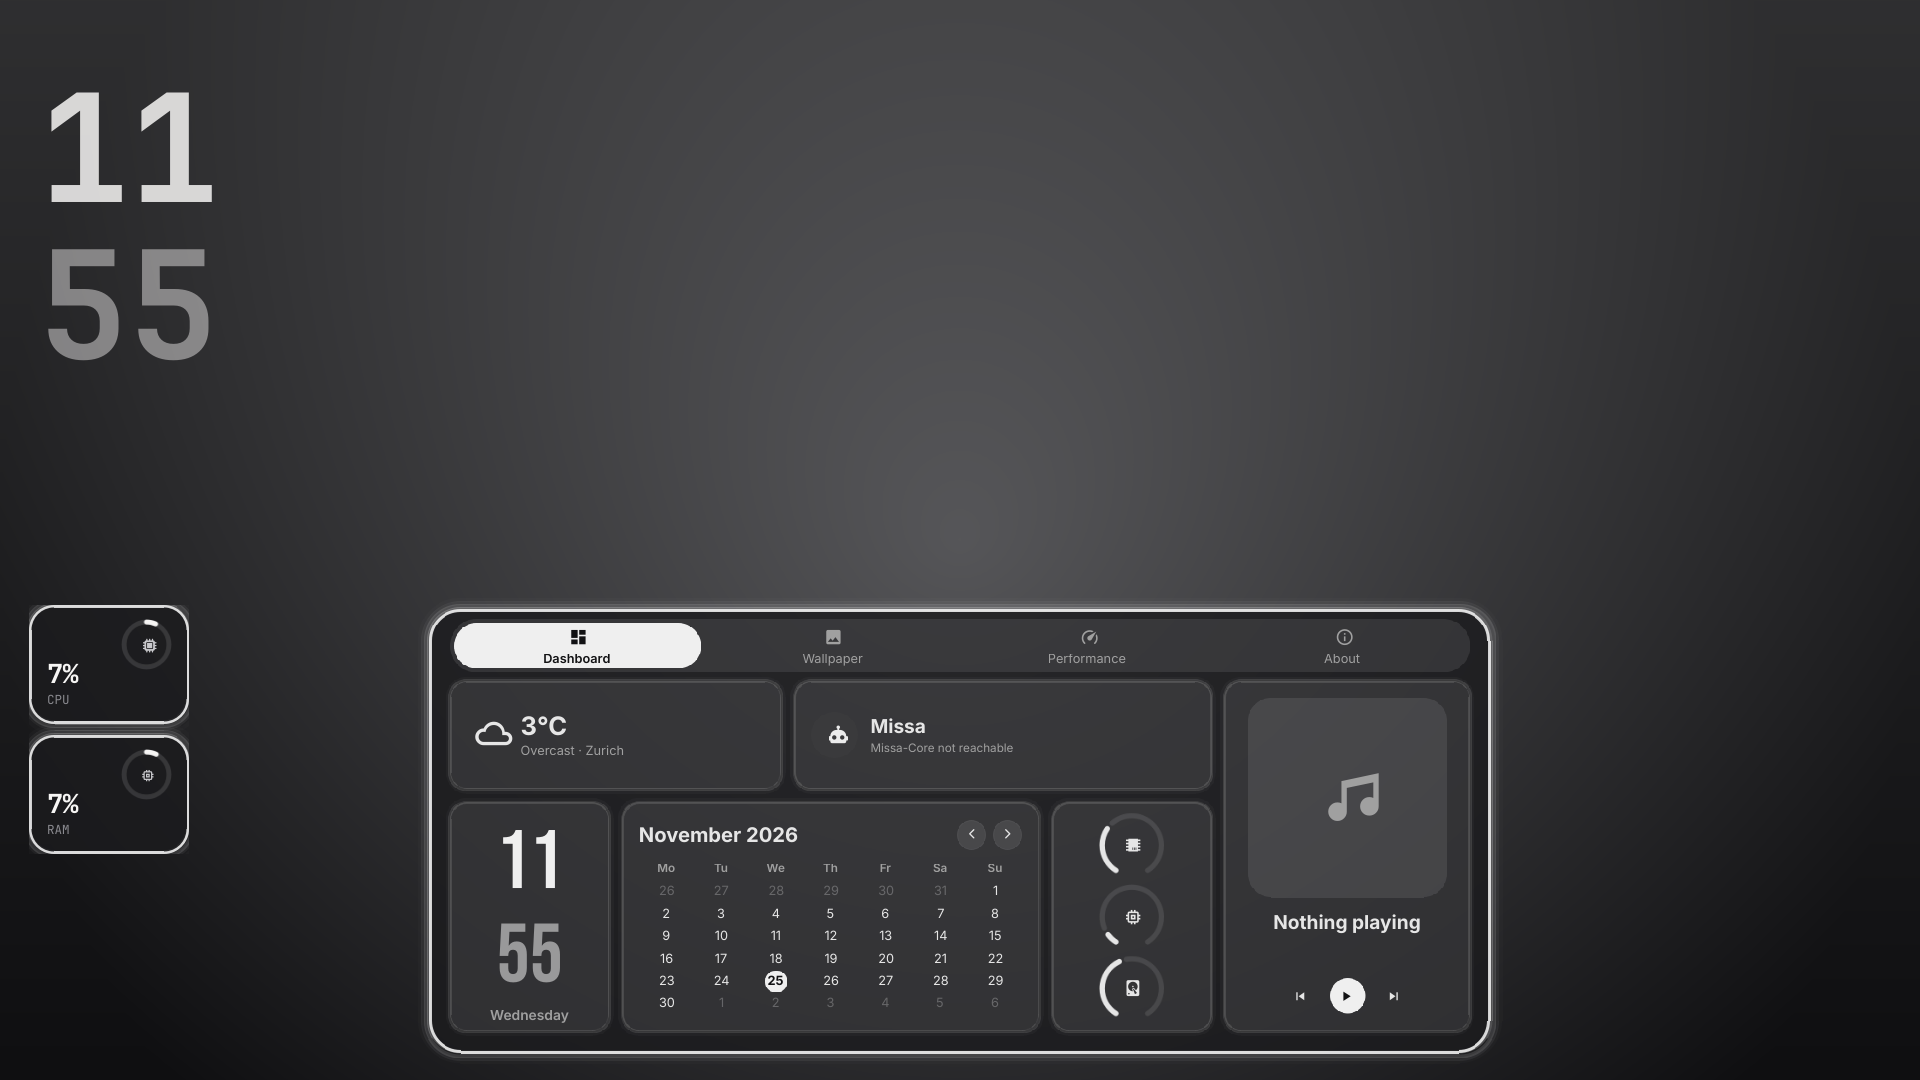 11
55
7%
CPU
7%
RAM
Dashboard
Wallpaper
Performance
About
3°C
Overcast · Zurich
Missa
Missa-Core not reachable
11
55
Wednesday
November 2026
Mo Tu We Th Fr Sa Su
26 27 28 29 30 31 1
2 3 4 5 6 7 8
9 10 11 12 13 14 15
16 17 18 19 20 21 22
23 24 25 26 27 28 29
30 1 2 3 4 5 6
Nothing playing